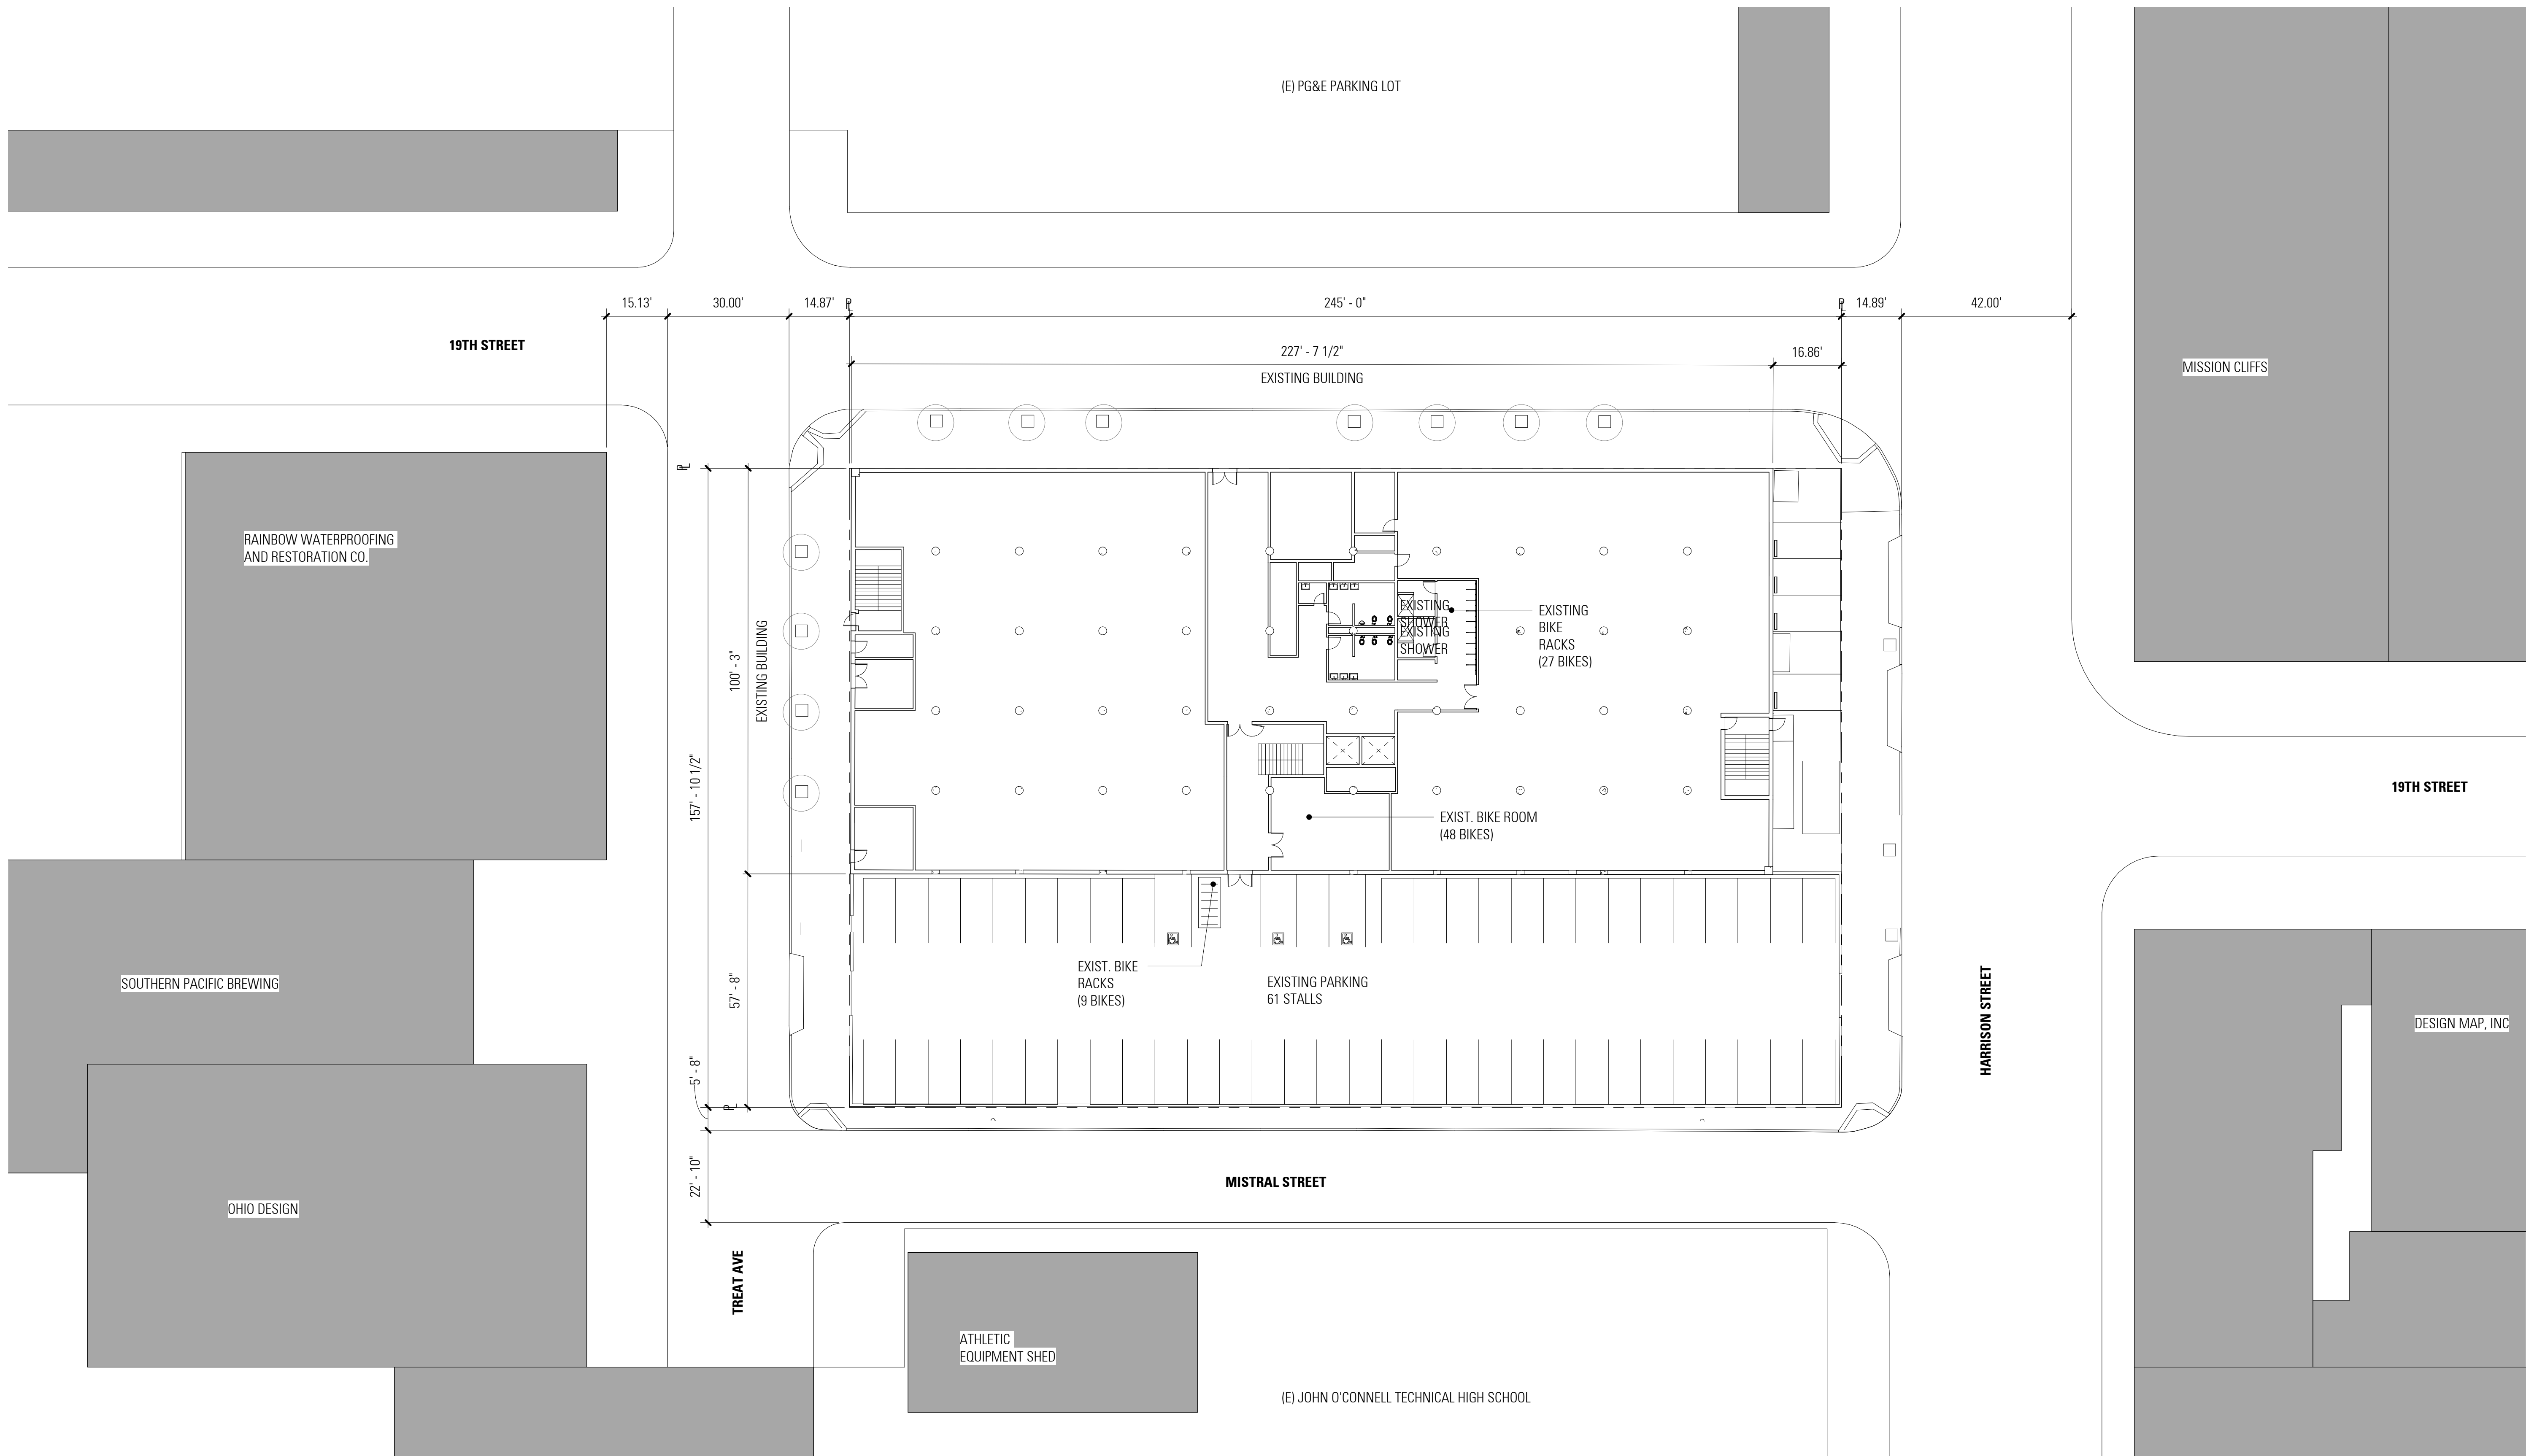 (E) PG&E PARKING LOT
15.13'
30.00'
14.87'
PL
245' - 0"
PL
14.89'
42.00'
19TH STREET
227' - 7 1/2"
16.86'
EXISTING BUILDING
MISSION CLIFFS
PL
RAINBOW WATERPROOFING
AND RESTORATION CO.
EXISTING
SHOWER
EXISTING
SHOWER
EXISTING
BIKE
RACKS
(27 BIKES)
100' - 3"
EXISTING BUILDING
157' - 10 1/2"
19TH STREET
EXIST. BIKE ROOM
(48 BIKES)
SOUTHERN PACIFIC BREWING
57' - 8"
EXIST. BIKE
RACKS
(9 BIKES)
EXISTING PARKING
61 STALLS
HARRISON STREET
DESIGN MAP, INC
5' - 8"
PL
22' - 10"
MISTRAL STREET
OHIO DESIGN
TREAT AVE
ATHLETIC
EQUIPMENT SHED
(E) JOHN O'CONNELL TECHNICAL HIGH SCHOOL